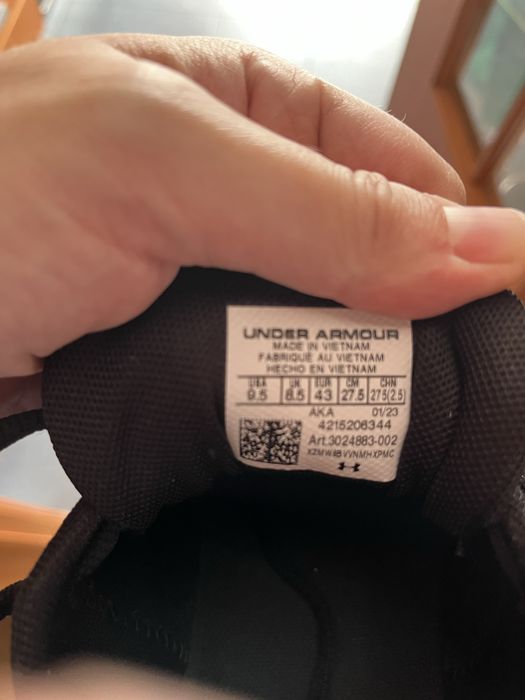 UNDER ARMOUR
MADE IN VIETNAM
FABRIQUÉ AU VIETNAM
HECHO EN VIETNAM
USA UK EUR CM CHN
9.5 8.5 43 27.5 275(2.5)
AKA 01/23
4215206344
Art.3024883-002